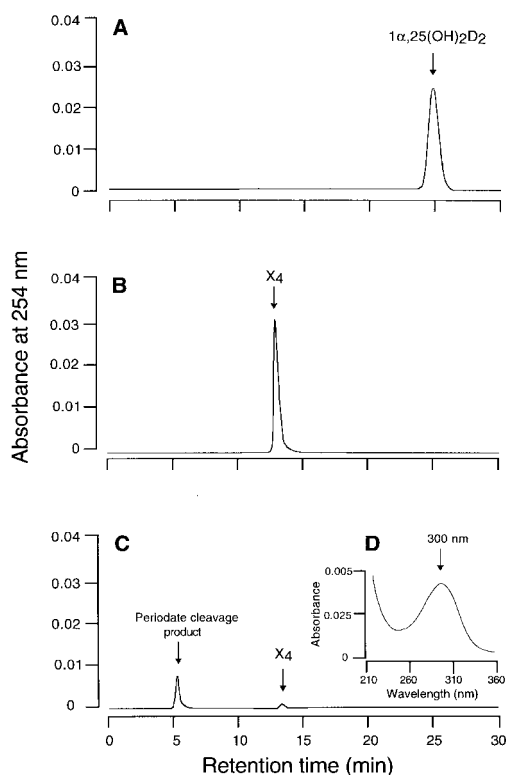 A
1α,25(OH)2D2
0.04
0.03
0.02
0.01
0
B
X4
0.04
0.03
0.02
0.01
0
Absorbance at 254 nm
C
0.04
0.03
0.02
0.01
0
Periodate cleavage
product
X4
D
300 nm
0.005
0.025
0
Absorbance
210 260 310 360
Wavelength (nm)
0 5 10 15 20 25 30
Retention time (min)